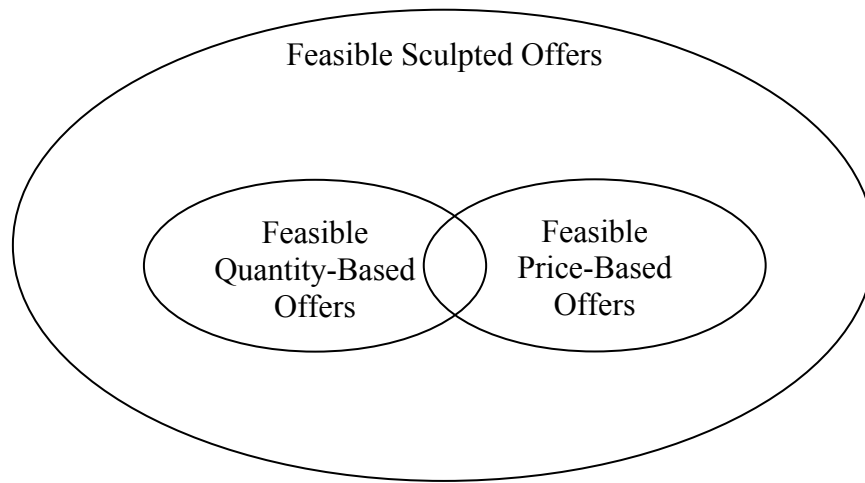 Feasible Sculpted Offers
Feasible
Quantity-Based
Offers
Feasible
Price-Based
Offers